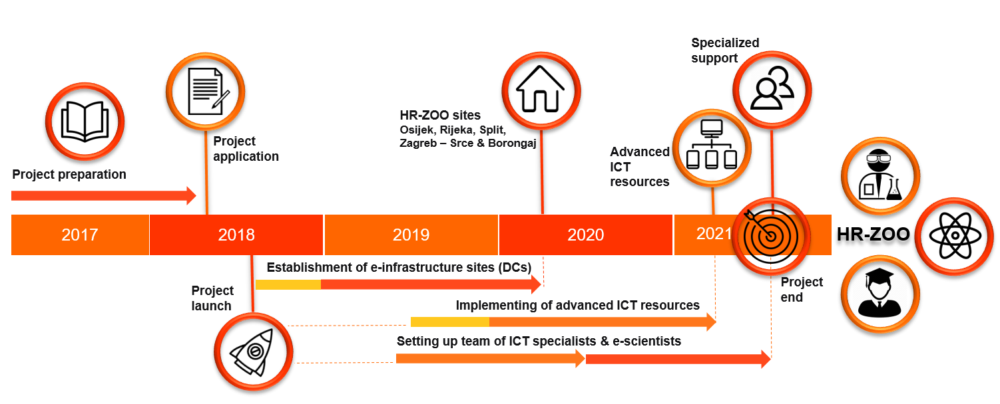 Specialized
support
HR-ZOO sites
Osijek, Rijeka, Split,
Zagreb – Srce & Borongaj
Project
application
Advanced
ICT
resources
Project preparation
2017
2018
2019
2020
2021
HR-ZOO
Establishment of e-infrastructure sites (DCs)
Project
launch
Project
end
Implementing of advanced ICT resources
Setting up team of ICT specialists & e-scientists